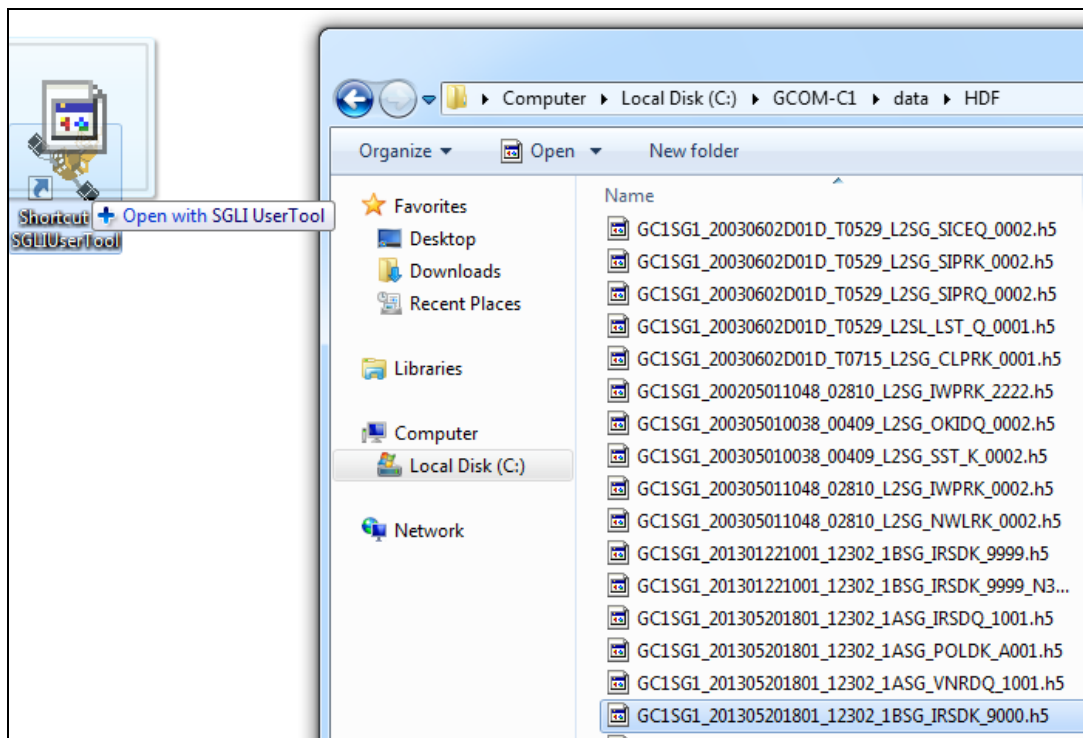 Computer ▸ Local Disk (C:) ▸ GCOM-C1 ▸ data ▸ HDF
Organize Open New folder
Shortcut
SGLIUserTool
Open with SGLI UserTool
Favorites
Desktop
Downloads
Recent Places
Libraries
Computer
Local Disk (C:)
Network
Name
GC1SG1_20030602D01D_T0529_L2SG_SICEQ_0002.h5
GC1SG1_20030602D01D_T0529_L2SG_SIPRK_0002.h5
GC1SG1_20030602D01D_T0529_L2SG_SIPRQ_0002.h5
GC1SG1_20030602D01D_T0529_L2SL_LST_Q_0001.h5
GC1SG1_20030602D01D_T0715_L2SG_CLPRK_0001.h5
GC1SG1_200205011048_02810_L2SG_IWPRK_2222.h5
GC1SG1_200305010038_00409_L2SG_OKIDQ_0002.h5
GC1SG1_200305010038_00409_L2SG_SST_K_0002.h5
GC1SG1_200305011048_02810_L2SG_IWPRK_0002.h5
GC1SG1_200305011048_02810_L2SG_NWLRK_0002.h5
GC1SG1_201301221001_12302_1BSG_IRSDK_9999.h5
GC1SG1_201301221001_12302_1BSG_IRSDK_9999_N3...
GC1SG1_201305201801_12302_1ASG_IRSDQ_1001.h5
GC1SG1_201305201801_12302_1ASG_POLDK_A001.h5
GC1SG1_201305201801_12302_1ASG_VNRDQ_1001.h5
GC1SG1_201305201801_12302_1BSG_IRSDK_9000.h5